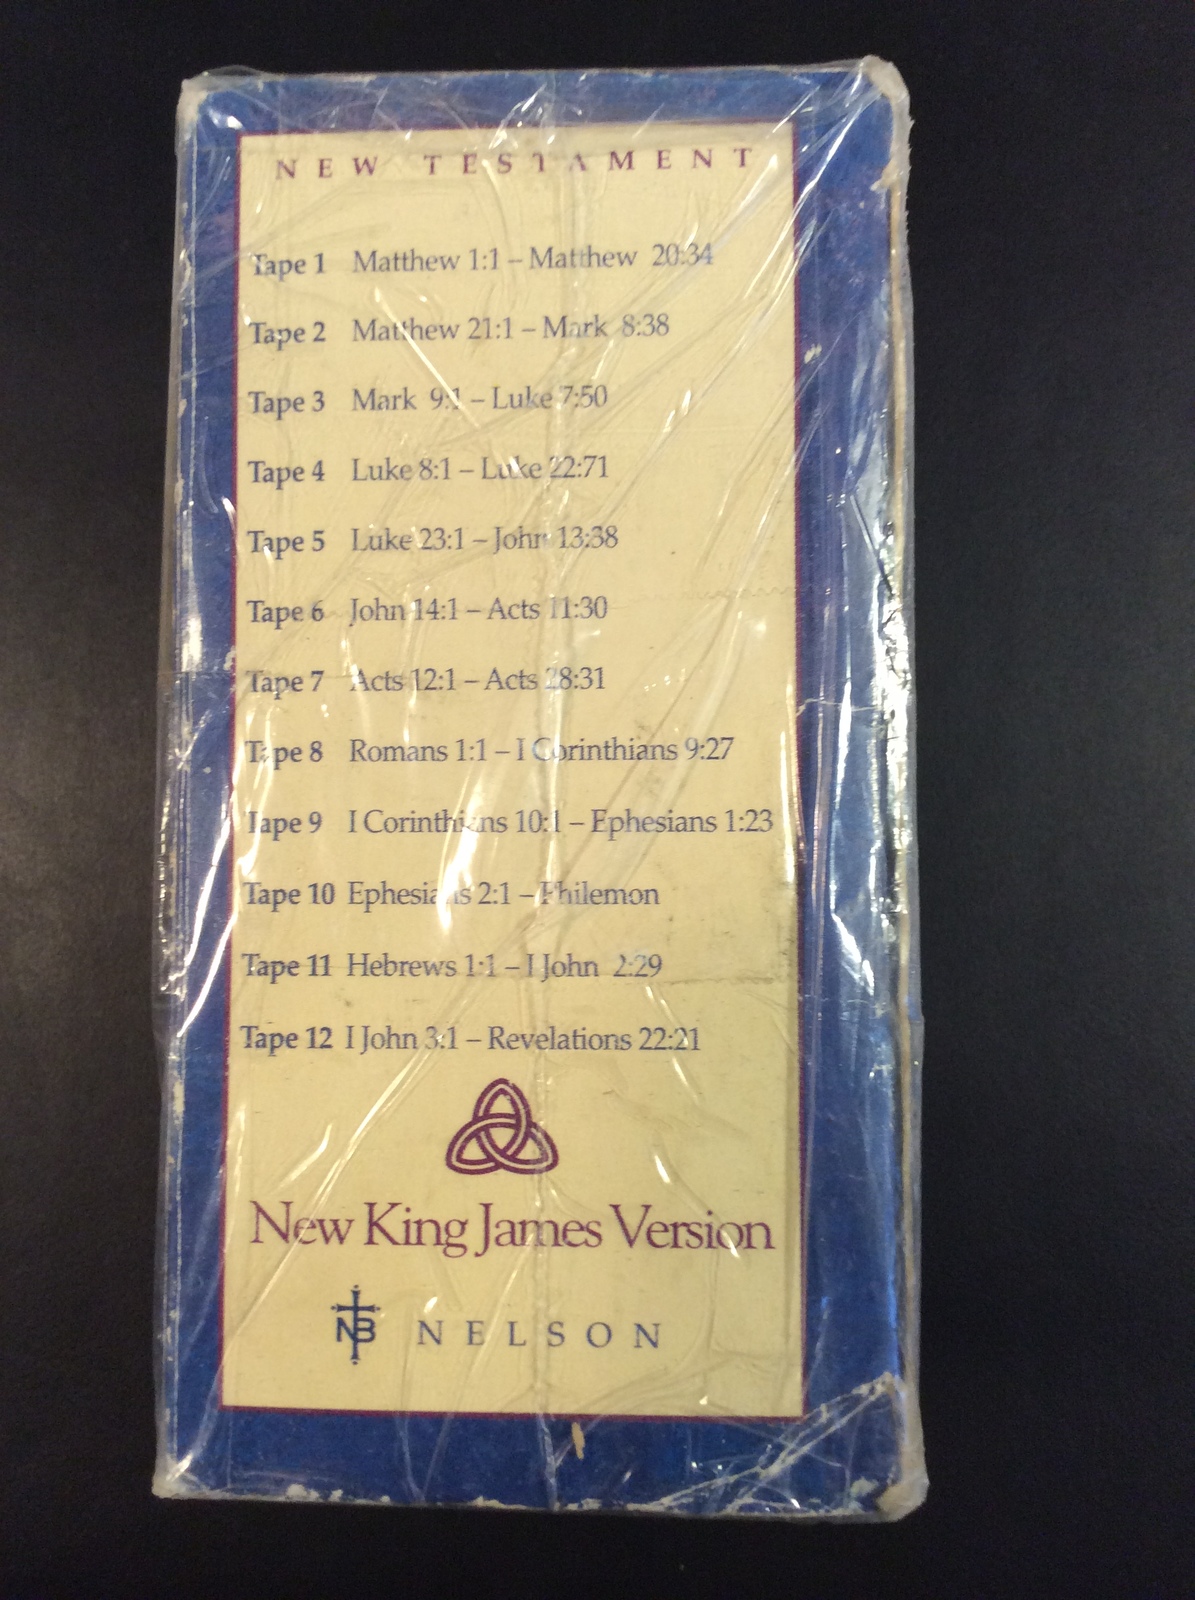 NEW TESTAMENT
Tape 1 Matthew 1:1 – Matthew 20:34
Tape 2 Matthew 21:1 – Mark 8:38
Tape 3 Mark 9:1 – Luke 7:50
Tape 4 Luke 8:1 – Luke 22:71
Tape 5 Luke 23:1 – John 13:38
Tape 6 John 14:1 – Acts 11:30
Tape 7 Acts 12:1 – Acts 28:31
Tape 8 Romans 1:1 – I Corinthians 9:27
Tape 9 I Corinthians 10:1 – Ephesians 1:23
Tape 10 Ephesians 2:1 – Philemon
Tape 11 Hebrews 1:1 – I John 2:29
Tape 12 I John 3:1 – Revelations 22:21
New King James Version
NB NELSON